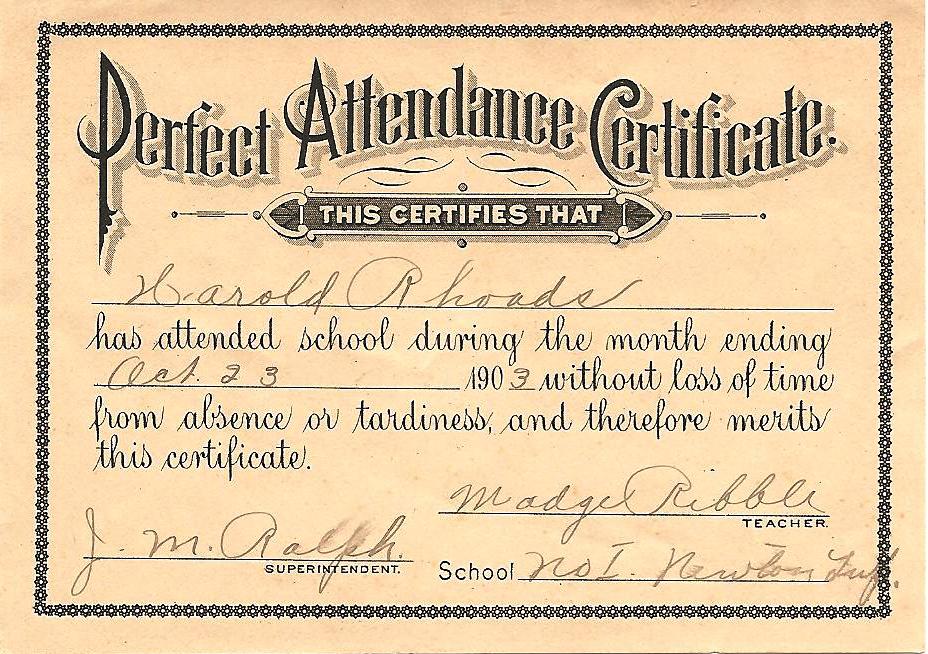 Perfect Attendance Certificate.
THIS CERTIFIES THAT
Harold Rhoads
has attended school during the month ending
Oct. 23 1903 without loss of time
from absence or tardiness, and therefore merits
this certificate.
Madge Ribble
TEACHER.
J. M. Ralph.
SUPERINTENDENT.
School No I. Newton Twp.